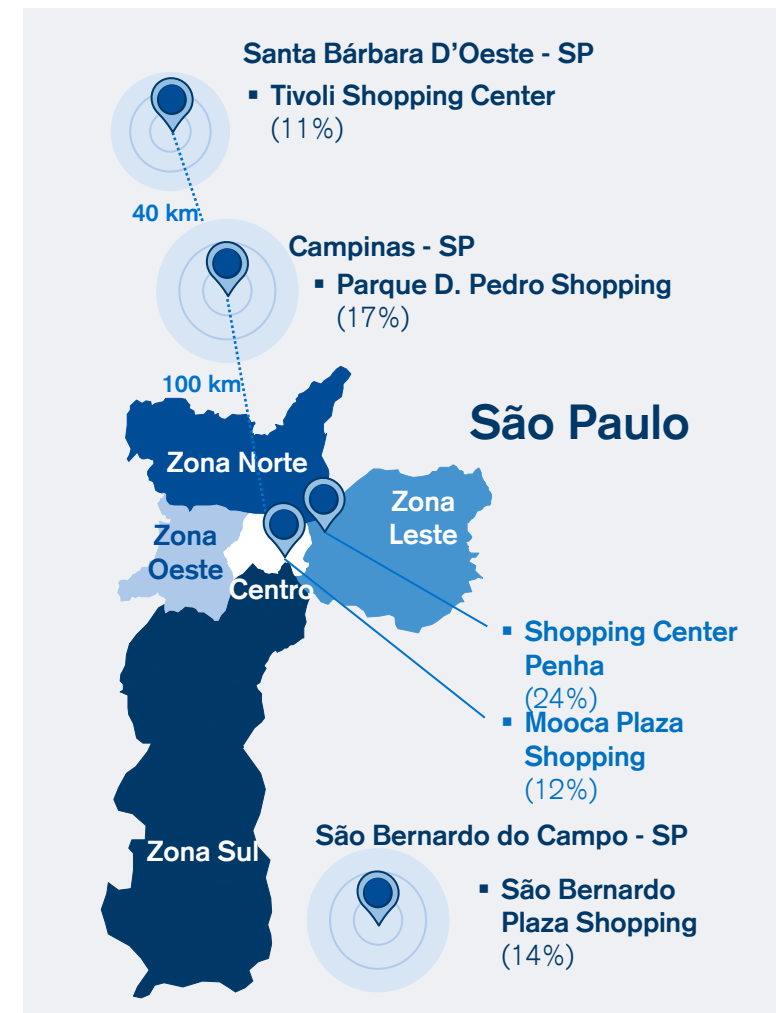 Santa Bárbara D’Oeste - SP
▪ Tivoli Shopping Center
(11%)
40 km
Campinas - SP
▪ Parque D. Pedro Shopping
(17%)
100 km
São Paulo
Zona Norte
Zona
Leste
Zona
Oeste
Centro
▪ Shopping Center
Penha
(24%)
▪ Mooca Plaza
Shopping
(12%)
São Bernardo do Campo - SP
Zona Sul
▪ São Bernardo
Plaza Shopping
(14%)